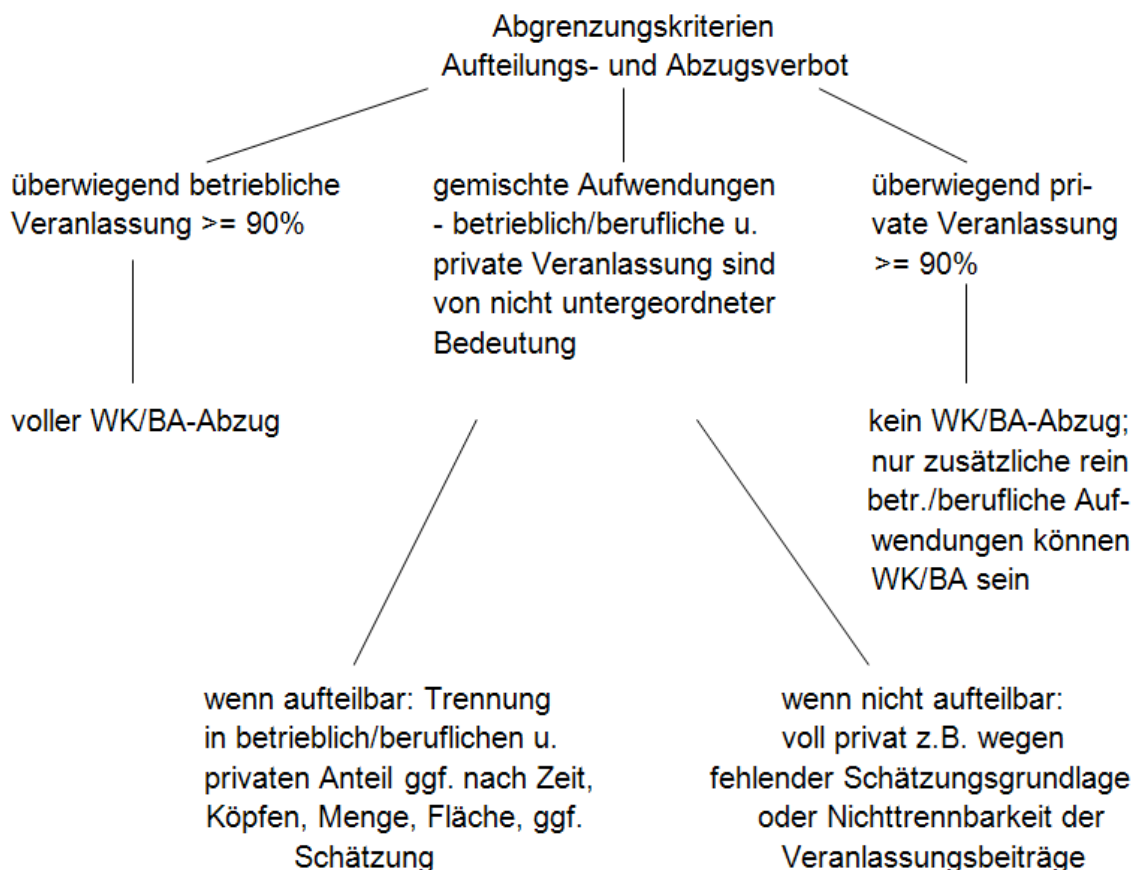 Abgrenzungskriterien
Aufteilungs- und Abzugsverbot
überwiegend betriebliche
Veranlassung >= 90%
gemischte Aufwendungen
- betrieblich/berufliche u.
private Veranlassung sind
von nicht untergeordneter
Bedeutung
überwiegend pri-
vate Veranlassung
>= 90%
voller WK/BA-Abzug
kein WK/BA-Abzug;
nur zusätzliche rein
betr./berufliche Auf-
wendungen können
WK/BA sein
wenn aufteilbar: Trennung
in betrieblich/beruflichen u.
privaten Anteil ggf. nach Zeit,
Köpfen, Menge, Fläche, ggf.
Schätzung
wenn nicht aufteilbar:
voll privat z.B. wegen
fehlender Schätzungsgrundlage
oder Nichttrennbarkeit der
Veranlassungsbeiträge